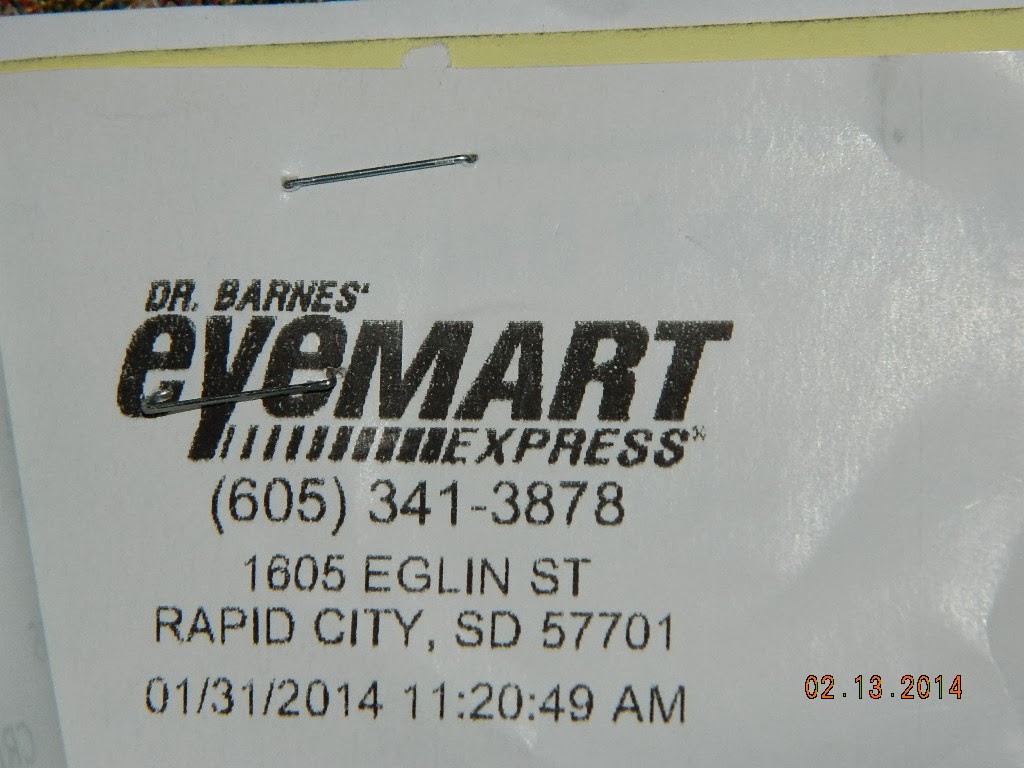 DR. BARNES'
eyeMART
EXPRESS
(605) 341-3878
1605 EGLIN ST
RAPID CITY, SD 57701
01/31/2014 11:20:49 AM
02.13.2014